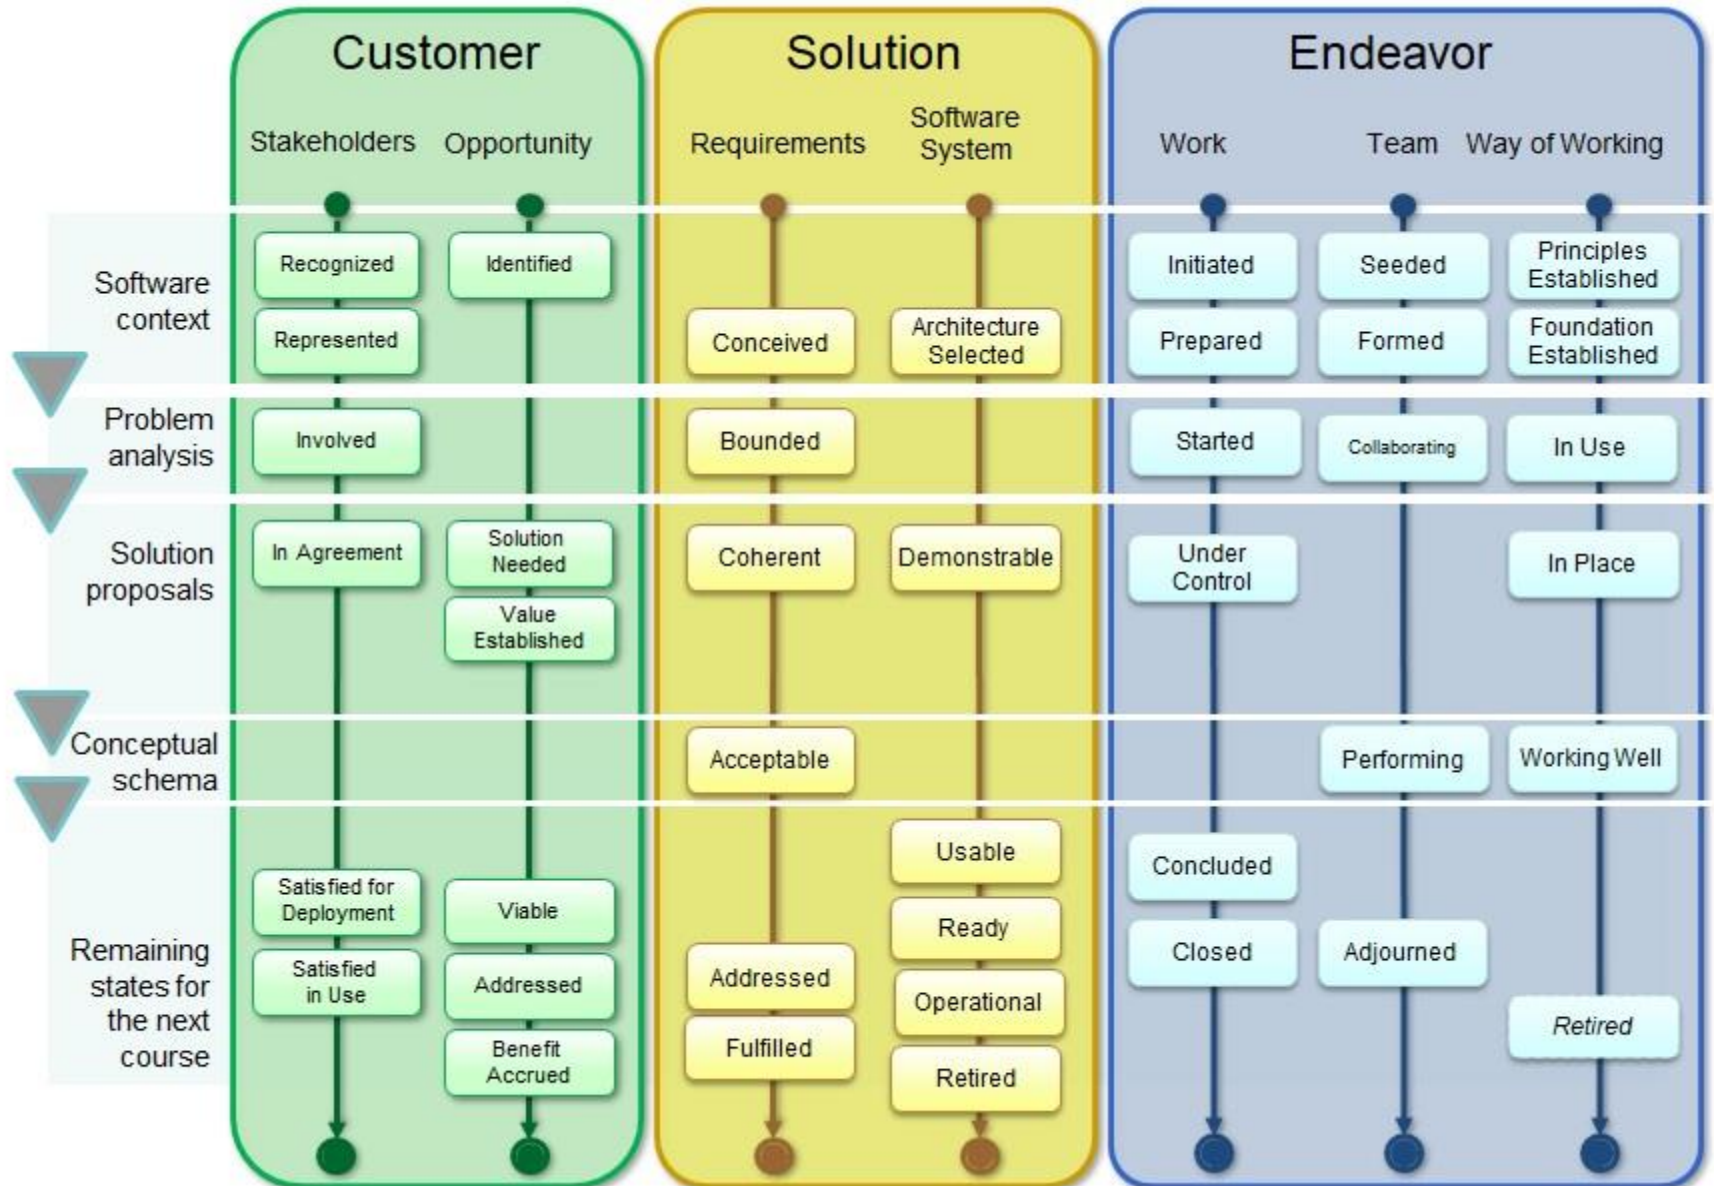 Customer
Solution
Endeavor
Stakeholders
Opportunity
Requirements
Software
System
Work
Team
Way of Working
Software
context
Recognized
Identified
Initiated
Seeded
Principles
Established
Represented
Conceived
Architecture
Selected
Prepared
Formed
Foundation
Established
Problem
analysis
Involved
Bounded
Started
Collaborating
In Use
Solution
proposals
In Agreement
Solution
Needed
Value
Established
Coherent
Demonstrable
Under
Control
In Place
Conceptual
schema
Acceptable
Performing
Working Well
Remaining
states for
the next
course
Satisfied for
Deployment
Satisfied
in Use
Viable
Addressed
Benefit
Accrued
Addressed
Fulfilled
Usable
Ready
Operational
Retired
Concluded
Closed
Adjourned
Retired